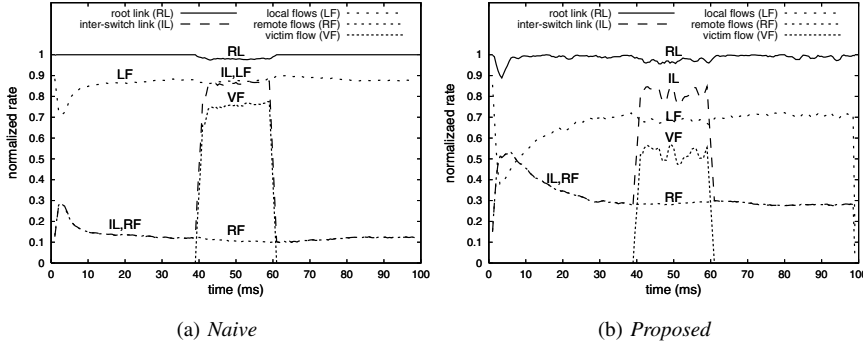 root link (RL)
inter-switch link (IL)
local flows (LF)
remote flows (RF)
victim flow (VF)
normalized rate
1
0.9
0.8
0.7
0.6
0.5
0.4
0.3
0.2
0.1
0
RL
LF
IL,LF
VF
IL,RF
RF
0 10 20 30 40 50 60 70 80 90 100
time (ms)
(a) Naive
root link (RL)
inter-switch link (IL)
local flows (LF)
remote flows (RF)
victim flow (VF)
normalizaed rate
1
0.9
0.8
0.7
0.6
0.5
0.4
0.3
0.2
0.1
0
RL
IL
LF
VF
IL,RF
RF
0 10 20 30 40 50 60 70 80 90 100
time (ms)
(b) Proposed